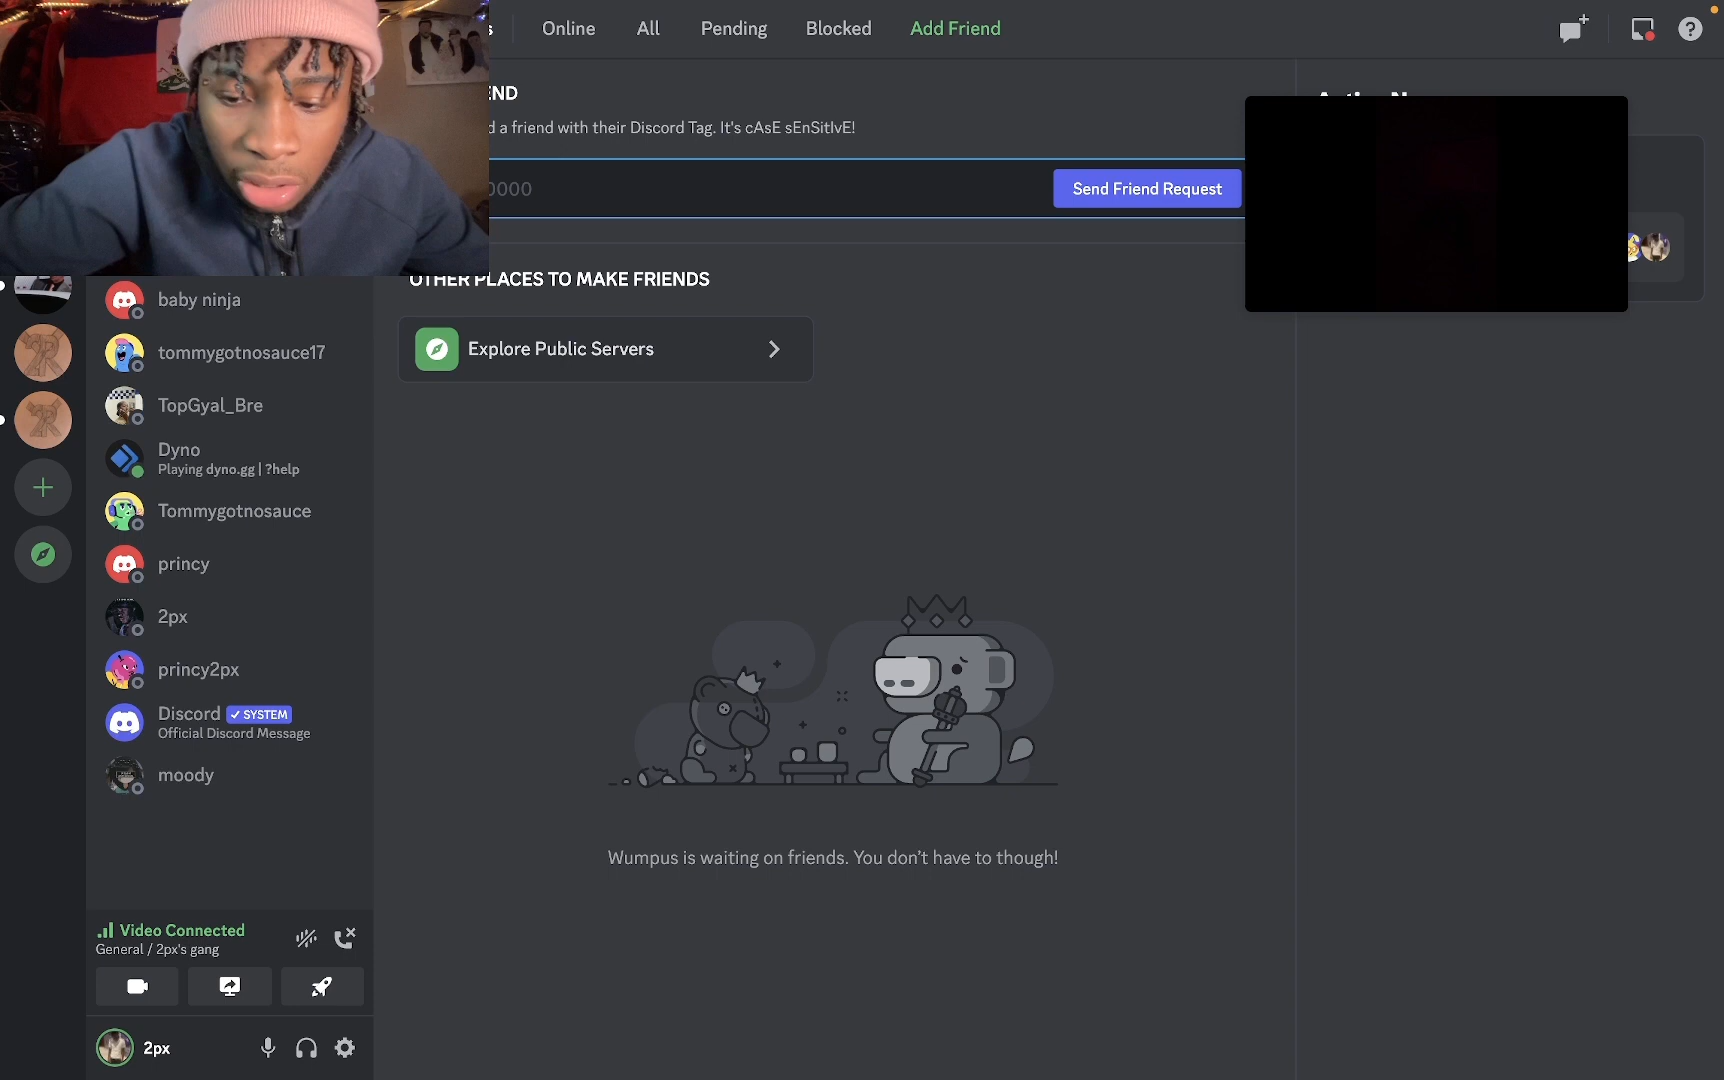 Online
All
Pending
Blocked
Add Friend
END
d a friend with their Discord Tag. It's cAsE sEnSitIvE!
0000
Send Friend Request
OTHER PLACES TO MAKE FRIENDS
Explore Public Servers
baby ninja
tommygotnosauce17
TopGyal_Bre
Dyno
Playing dyno.gg | ?help
Tommygotnosauce
princy
2px
princy2px
Discord ✓ SYSTEM
Official Discord Message
moody
Wumpus is waiting on friends. You don't have to though!
Video Connected
General / 2px's gang
2px